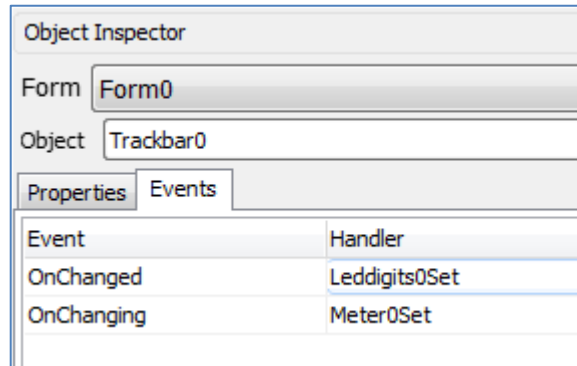 Object Inspector
Form Form0
Object Trackbar0
Properties Events
Event Handler
OnChanged Leddigits0Set
OnChanging Meter0Set